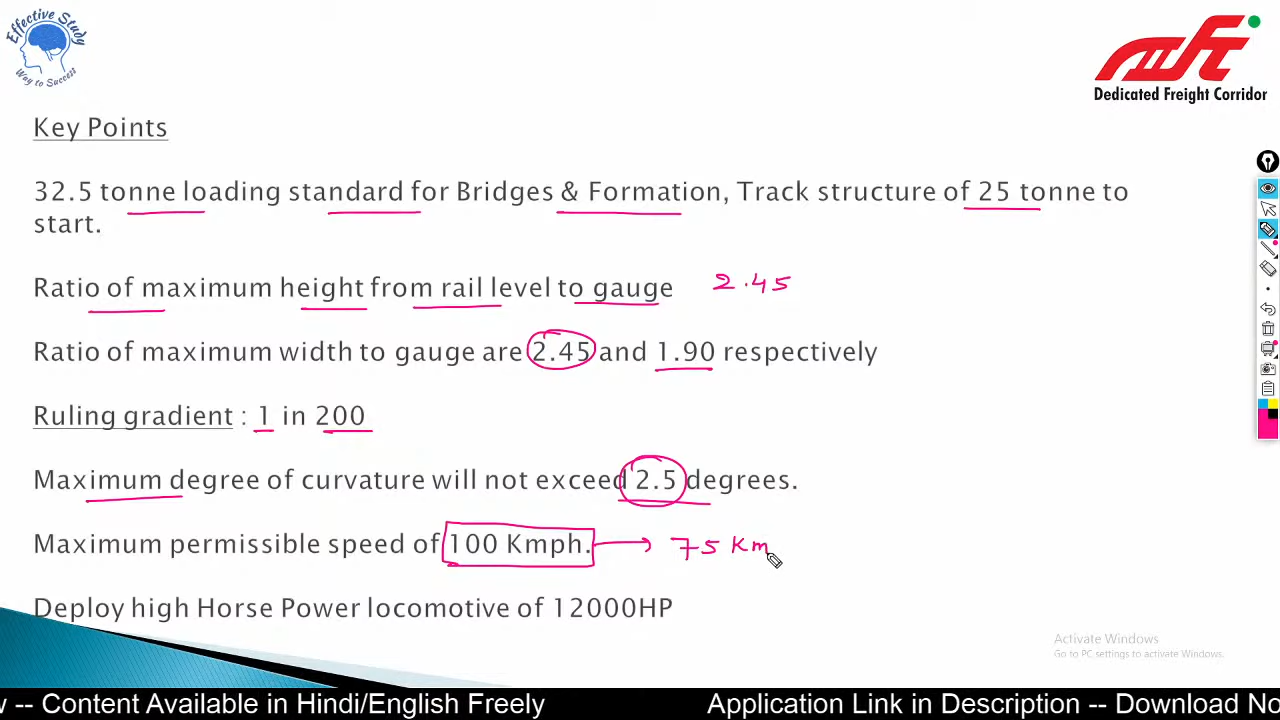 Effective Study
Way to Success
Dedicated Freight Corridor
Key Points
32.5 tonne loading standard for Bridges & Formation, Track structure of 25 tonne to
start.
Ratio of maximum height from rail level to gauge 2.45
Ratio of maximum width to gauge are 2.45 and 1.90 respectively
Ruling gradient : 1 in 200
Maximum degree of curvature will not exceed 2.5 degrees.
Maximum permissible speed of 100 Kmph. → 75 Km
Deploy high Horse Power locomotive of 12000HP
Activate Windows
Go to PC settings to activate Windows.
w -- Content Available in Hindi/English Freely Application Link in Description -- Download No